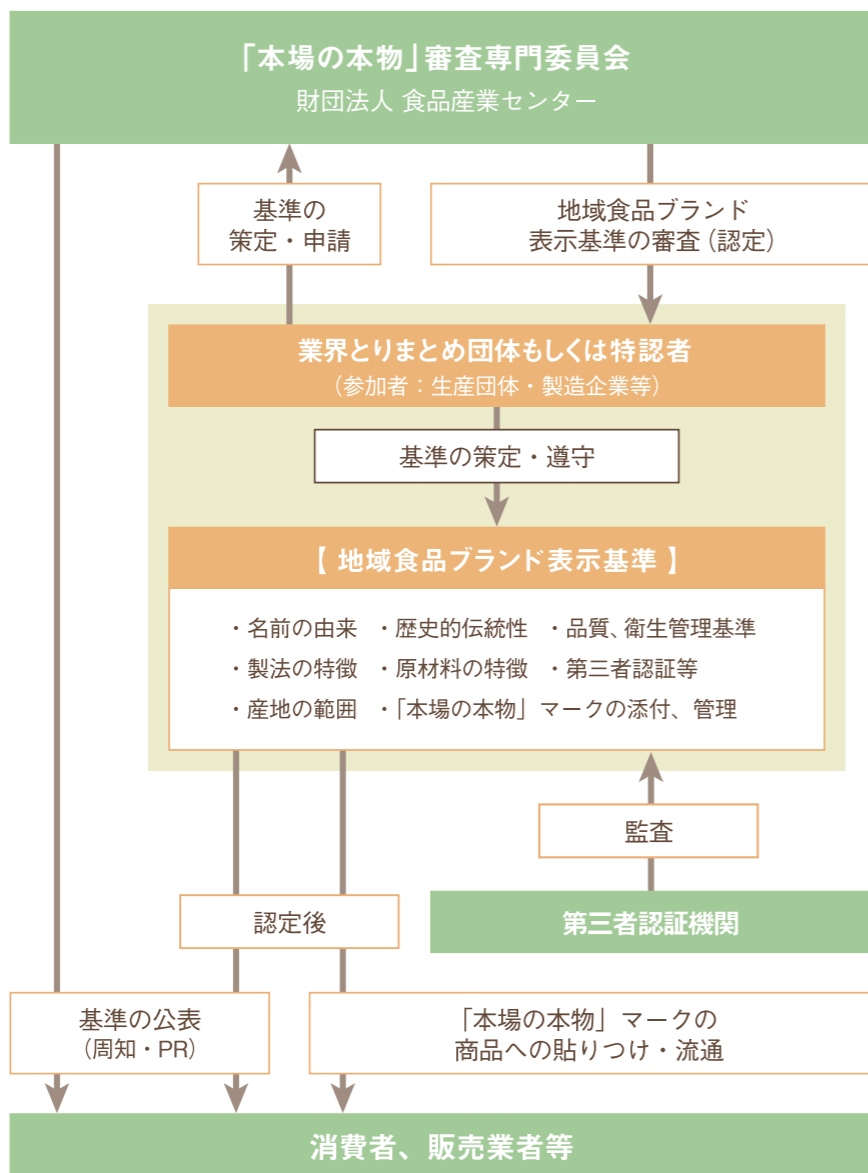 「本場の本物」審査専門委員会
財団法人 食品産業センター
基準の
策定・申請
地域食品ブランド
表示基準の審査(認定)
業界とりまとめ団体もしくは特認者
(参加者:生産団体・製造企業等)
基準の策定・遵守
【 地域食品ブランド表示基準 】
・名前の由来 ・歴史的伝統性 ・品質、衛生管理基準
・製法の特徴 ・原材料の特徴 ・第三者認証等
・産地の範囲 ・「本場の本物」マークの添付、管理
監査
第三者認証機関
認定後
基準の公表
(周知・PR)
「本場の本物」マークの
商品への貼りつけ・流通
消費者、販売業者等